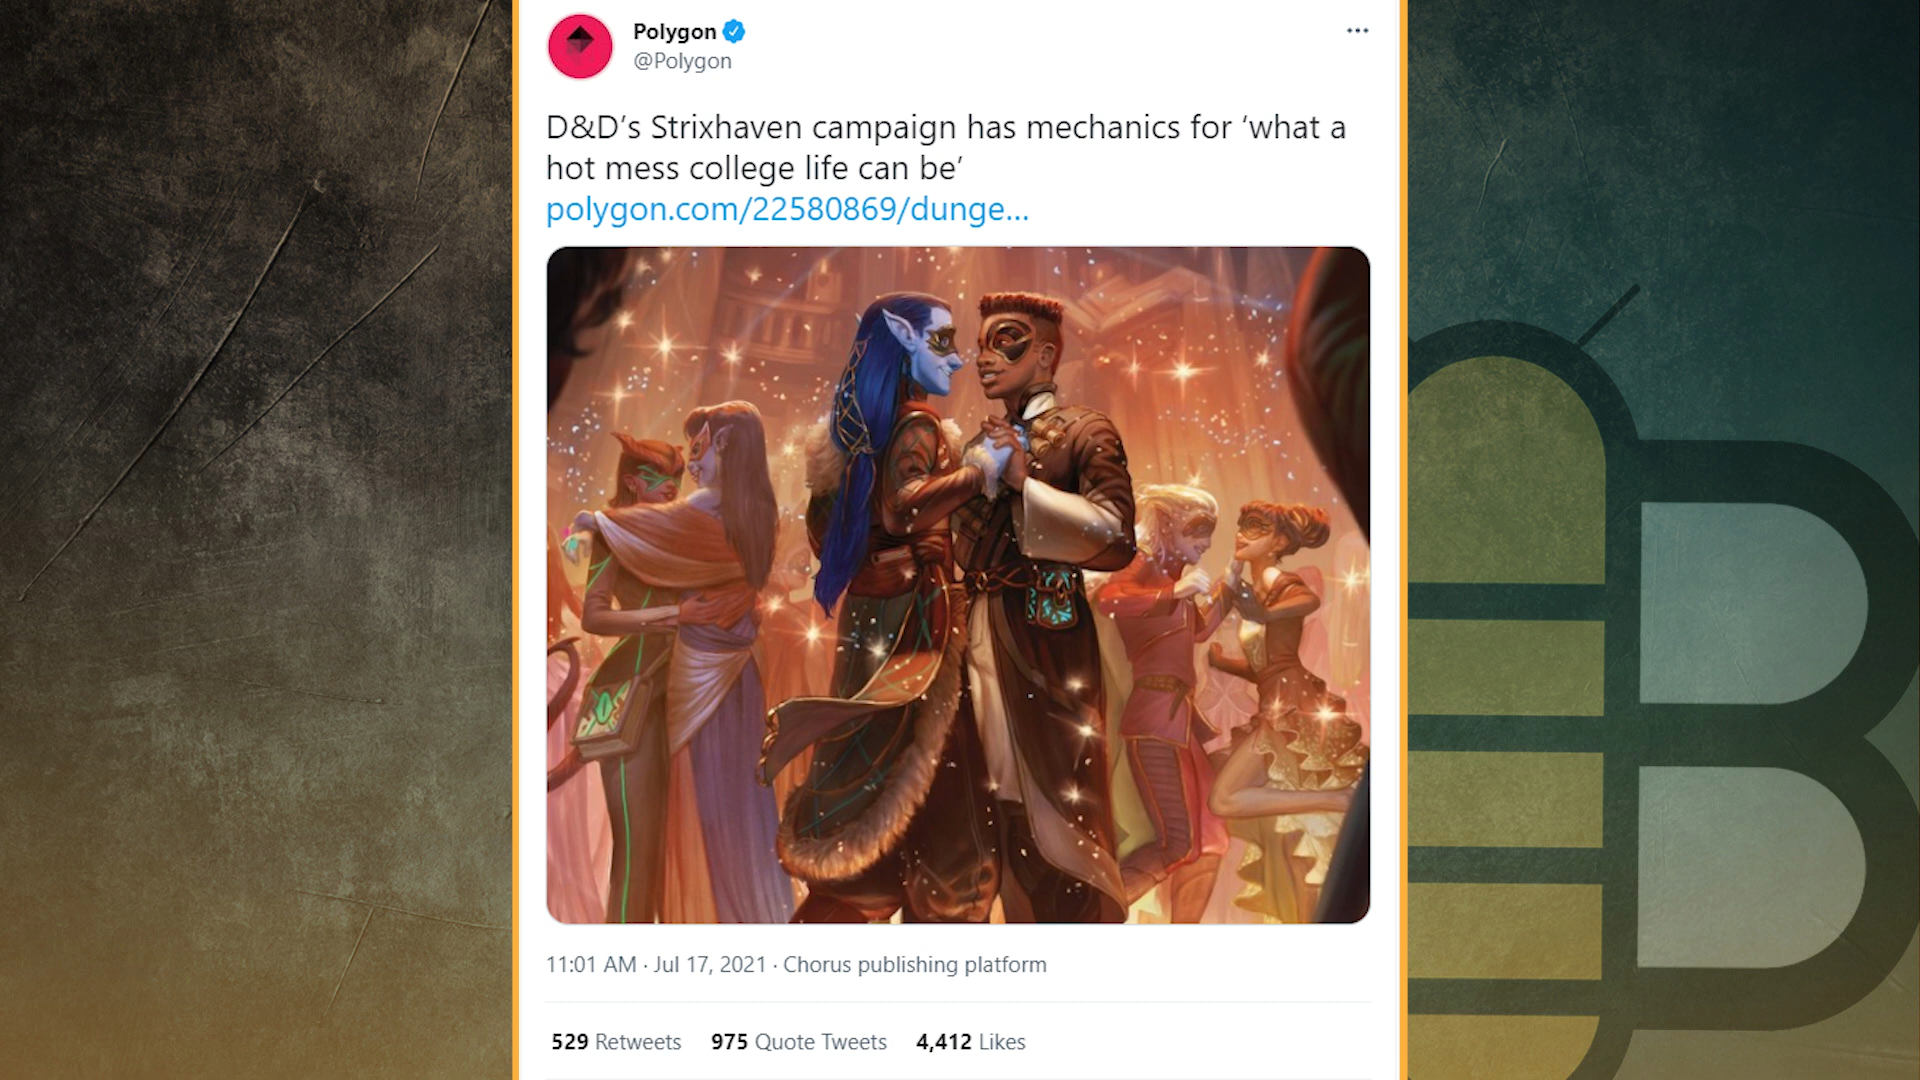 Polygon
@Polygon
D&D’s Strixhaven campaign has mechanics for ‘what a
hot mess college life can be’
polygon.com/22580869/dunge...
11:01 AM · Jul 17, 2021 · Chorus publishing platform
529 Retweets 975 Quote Tweets 4,412 Likes